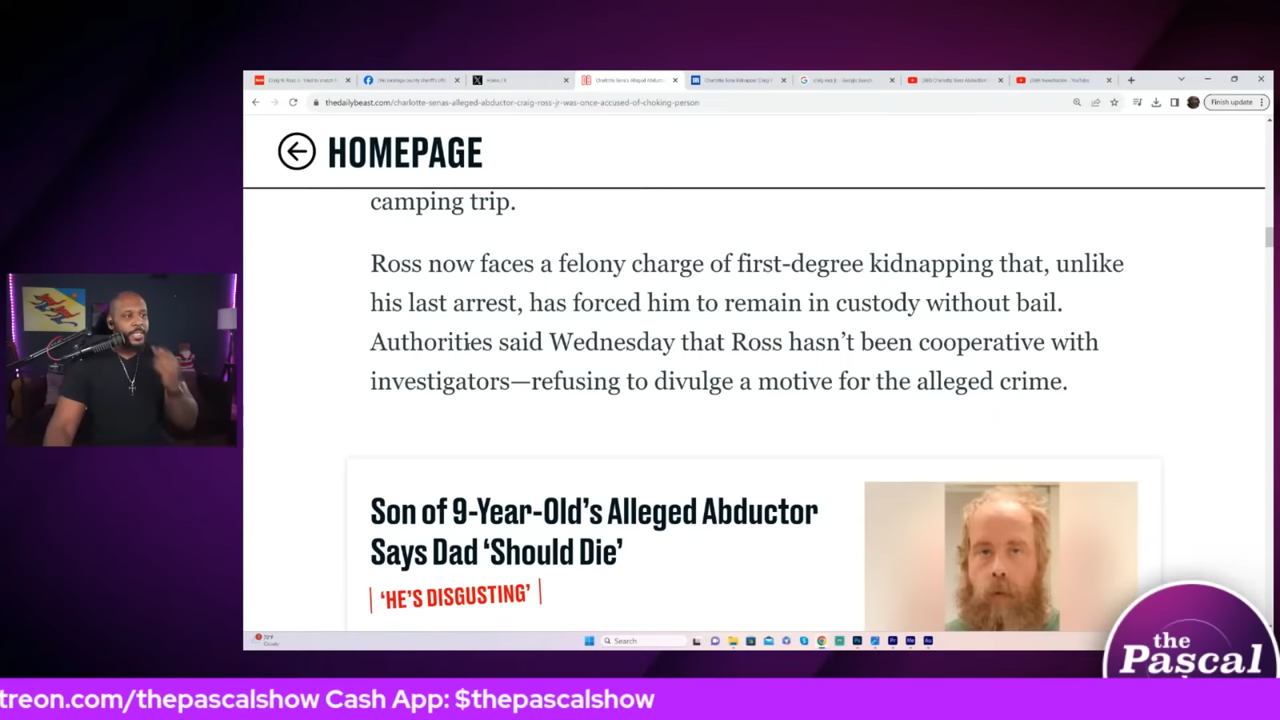 thedailybeast.com/charlotte-senas-alleged-abductor-craig-ross-jr-was-once-accused-of-choking-person
Finish update
HOMEPAGE
camping trip.
Ross now faces a felony charge of first-degree kidnapping that, unlike
his last arrest, has forced him to remain in custody without bail.
Authorities said Wednesday that Ross hasn’t been cooperative with
investigators—refusing to divulge a motive for the alleged crime.
Son of 9-Year-Old’s Alleged Abductor
Says Dad ‘Should Die’
‘HE’S DISGUSTING’
Search
the
Pascal
treon.com/thepascalshow Cash App: $thepascalshow